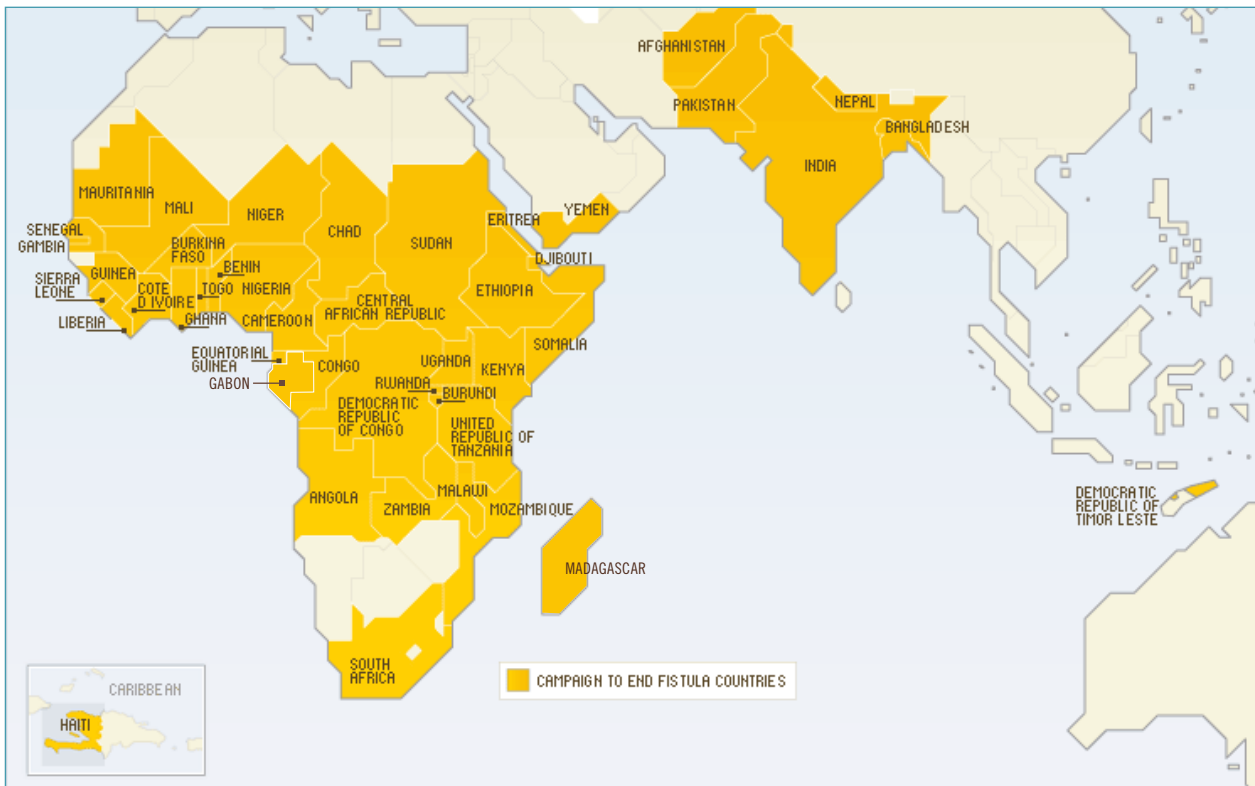 AFGHANISTAN
PAKISTAN
NEPAL
BANGLADESH
INDIA
YEMEN
MAURITANIA
MALI
NIGER
CHAD
SUDAN
ERITREA
DJIBOUTI
SENEGAL
GAMBIA
BURKINA
FASO
BENIN
GUINEA
SIERRA
LEONE
COTE
D IVOIRE
TOGO
NIGERIA
ETHIOPIA
LIBERIA
GHANA
CAMEROON
CENTRAL
AFRICAN REPUBLIC
SOMALIA
EQUATORIAL
GUINEA
GABON
CONGO
UGANDA
KENYA
RWANDA
BURUNDI
DEMOCRATIC
REPUBLIC
OF CONGO
UNITED
REPUBLIC OF
TANZANIA
ANGOLA
ZAMBIA
MALAWI
MOZAMBIQUE
MADAGASCAR
DEMOCRATIC
REPUBLIC OF
TIMOR LESTE
SOUTH
AFRICA
CAMPAIGN TO END FISTULA COUNTRIES
CARIBBEAN
HAITI